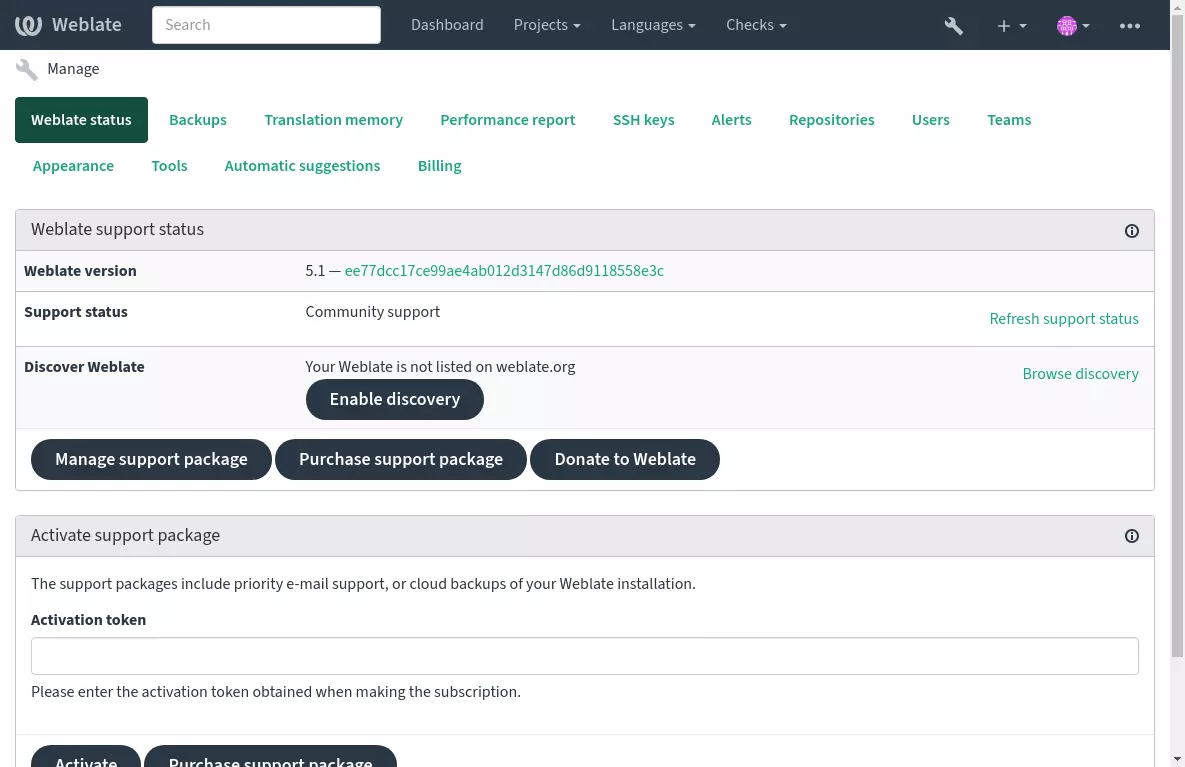 Weblate Search Dashboard Projects Languages Checks
Manage
Weblate status Backups Translation memory Performance report SSH keys Alerts Repositories Users Teams
Appearance Tools Automatic suggestions Billing
Weblate support status
Weblate version 5.1 — ee77dcc17ce99ae4ab012d3147d86d9118558e3c
Support status Community support Refresh support status
Discover Weblate Your Weblate is not listed on weblate.org Browse discovery
Enable discovery
Manage support package Purchase support package Donate to Weblate
Activate support package
The support packages include priority e-mail support, or cloud backups of your Weblate installation.
Activation token
Please enter the activation token obtained when making the subscription.
Activate Purchase support package